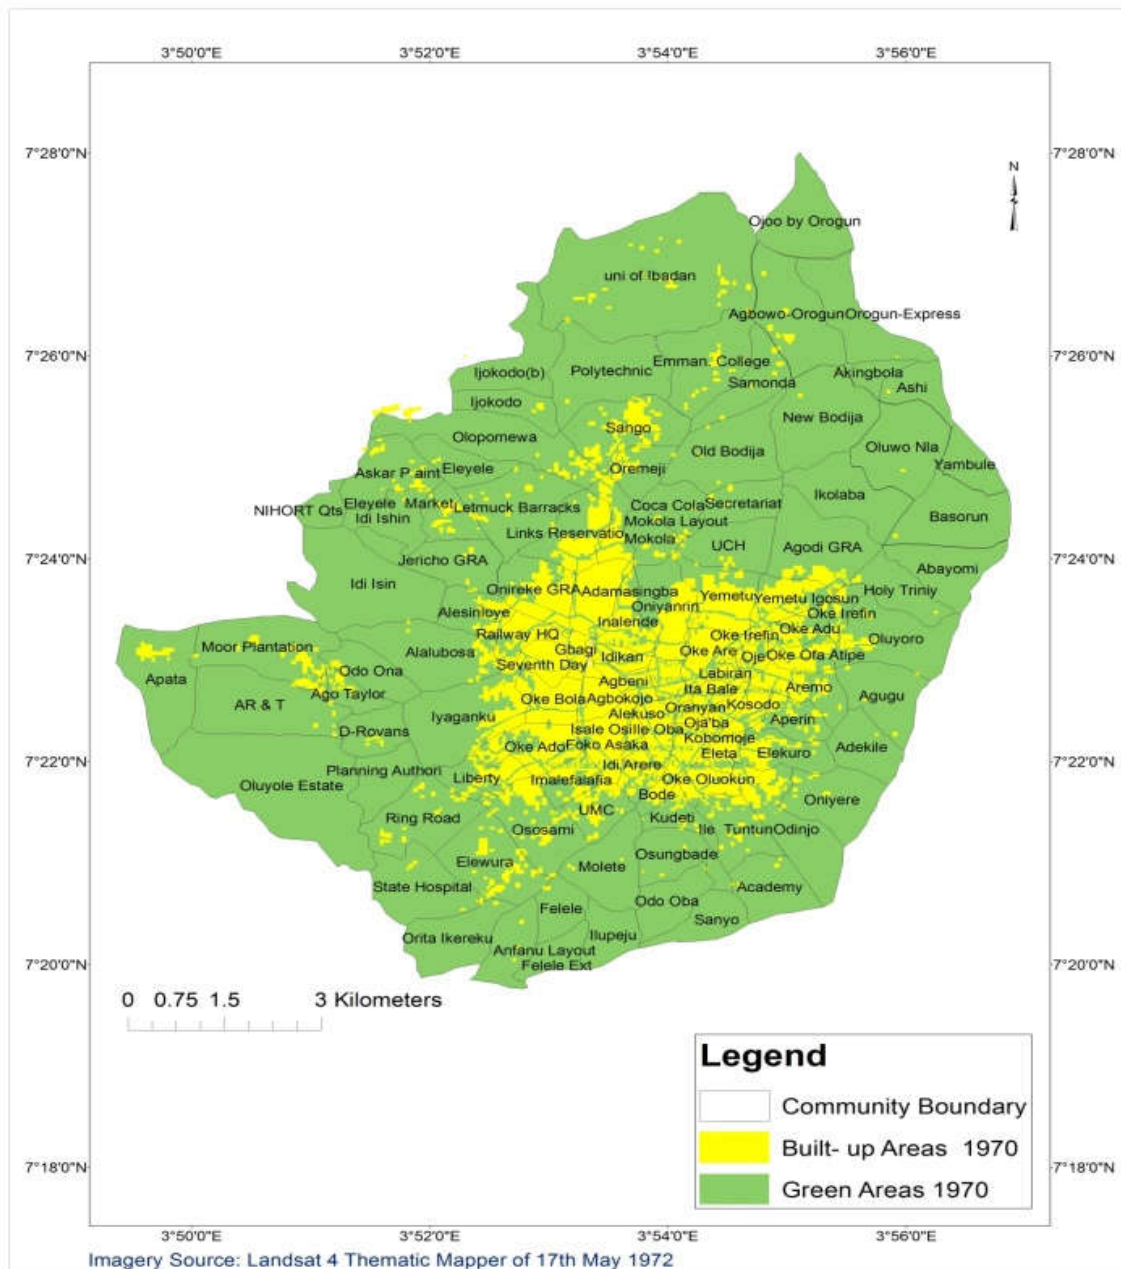 3°50'0"E 3°52'0"E 3°54'0"E 3°56'0"E
7°28'0"N 7°28'0"N
N
Ojoo by Orogun
uni of Ibadan
Agbowo-Orogun Orogun-Express
7°26'0"N 7°26'0"N
Emman. College
Ijokodo(b) Polytechnic Akingbola
Samonda Ashi
Ijokodo
New Bodija
Sango
Olopomewa
Old Bodija Oluwo Nla
Askar P aint Eleyele Oremeji Yambule
Ikolaba
NIHORT Qts Eleyele Market Letmuck Barracks Coca Cola Secretariat
Idi Ishin Mokola Layout Basorun
Links Reservatio Mokola
UCH Agodi GRA
7°24'0"N 7°24'0"N
Jericho GRA
Abayomi
Idi Isin Onireke GRA Adamasingba Yemetu Yemetu Igosun Holy Triniy
Alesinloye Oniyanrin Oke Irefin
Inalende Oke Adu
Railway HQ Oke Irefin Oluyoro
Moor Plantation Alalubosa Gbagi Idikan Oke Are Oje Oke Ofa Atipe
Seventh Day
Apata Odo Ona Agbeni Labiran
Ago Taylor Ita Bale Aremo Agugu
AR & T Oke Bola Agbokojo Oranyan Kosodo
Iyaganku Alekuso Oja'ba Aperin
D-Rovans Isale Osille Oba Kobomoje
Oke Ado Foko Asaka Eleta Elekuro Adekile
7°22'0"N 7°22'0"N
Planning Authori Liberty Idi Arere
Oluyole Estate Imalefalafia Oke Oluokun
Bode Oniyere
Ring Road UMC Kudeti
Ososami Ile Tuntun Odinjo
Elewura Osungbade
Molete
State Hospital Academy
Felele Odo Oba
Sanyo
Orita Ikereku Ilupeju
Anfanu Layout
7°20'0"N Felele Ext 7°20'0"N
0 0.75 1.5 3 Kilometers
Legend
Community Boundary
Built- up Areas 1970
Green Areas 1970
7°18'0"N 7°18'0"N
3°50'0"E 3°52'0"E 3°54'0"E 3°56'0"E
Imagery Source: Landsat 4 Thematic Mapper of 17th May 1972